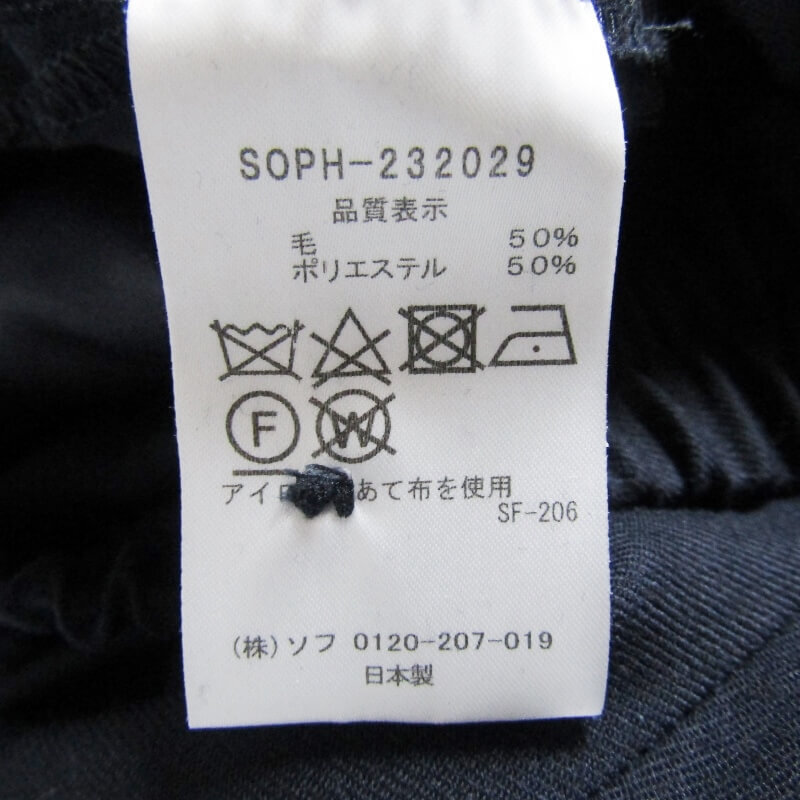 SOPH-232029
品質表示
毛 50%
ポリエステル 50%
F W
アイロ あて布を使用
SF-206
(株)ソフ 0120-207-019
日本製